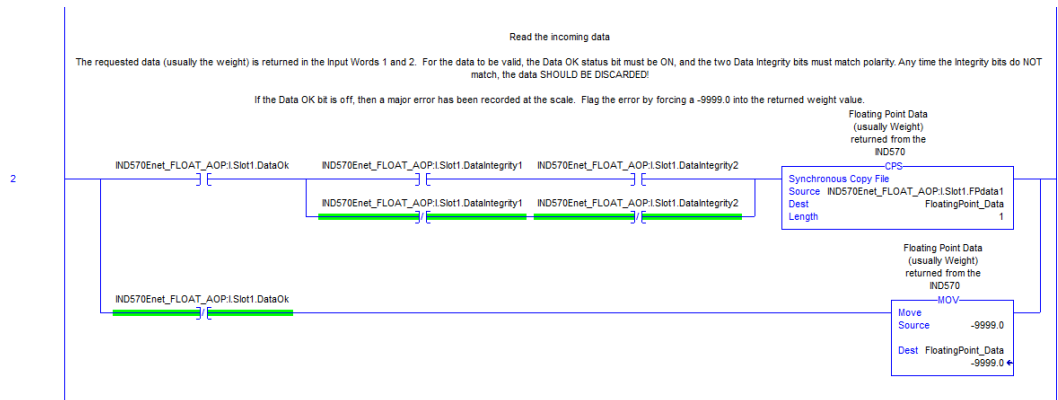 Read the incoming data
The requested data (usually the weight) is returned in the Input Words 1 and 2. For the data to be valid, the Data OK status bit must be ON, and the two Data Integrity bits must match polarity. Any time the Integrity bits do NOT
match, the data SHOULD BE DISCARDED!
If the Data OK bit is off, then a major error has been recorded at the scale. Flag the error by forcing a -9999.0 into the returned weight value.
Floating Point Data
(usually Weight)
returned from the
IND570
2
IND570Enet_FLOAT_AOP:I.Slot1.DataOk
IND570Enet_FLOAT_AOP:I.Slot1.DataIntegrity1
IND570Enet_FLOAT_AOP:I.Slot1.DataIntegrity2
CPS
Synchronous Copy File
Source IND570Enet_FLOAT_AOP:I.Slot1.FPdata1
Dest FloatingPoint_Data
Length 1
IND570Enet_FLOAT_AOP:I.Slot1.DataIntegrity1
IND570Enet_FLOAT_AOP:I.Slot1.DataIntegrity2
Floating Point Data
(usually Weight)
returned from the
IND570
IND570Enet_FLOAT_AOP:I.Slot1.DataOk
MOV
Move
Source -9999.0
Dest FloatingPoint_Data
-9999.0